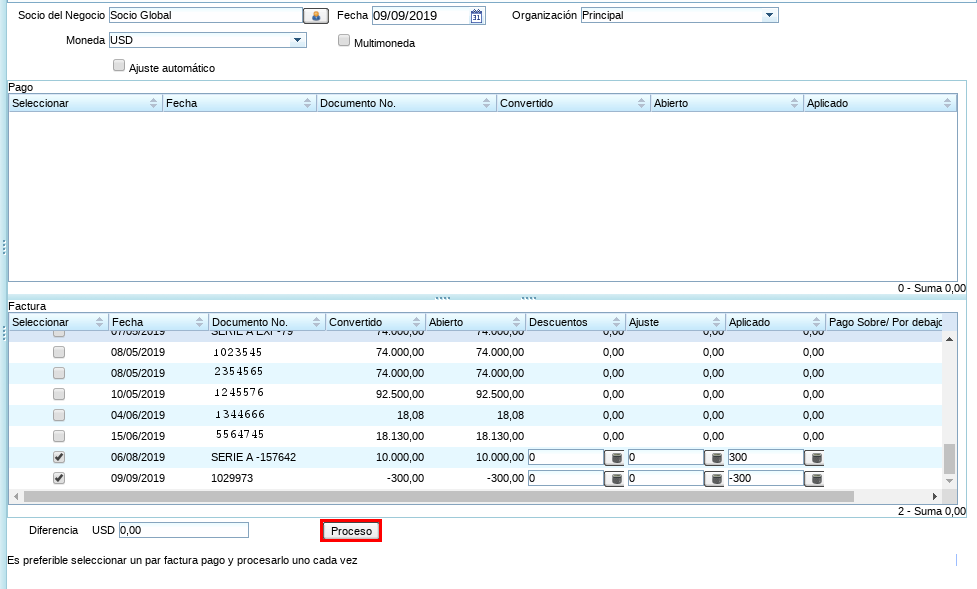 Socio del Negocio Socio Global Fecha 09/09/2019 31 Organización Principal
Moneda USD Multimoneda
Ajuste automático
Pago
Seleccionar Fecha Documento No. Convertido Abierto Aplicado
0 - Suma 0,00
Factura
Seleccionar Fecha Documento No. Convertido Abierto Descuentos Ajuste Aplicado Pago Sobre/ Por debajo
07/05/2019 SERIE A EXP-79 74.000,00 74.000,00 0,00 0,00 0,00
08/05/2019 1023545 74.000,00 74.000,00 0,00 0,00 0,00
08/05/2019 2354565 74.000,00 74.000,00 0,00 0,00 0,00
10/05/2019 1245576 92.500,00 92.500,00 0,00 0,00 0,00
04/06/2019 1344666 18,08 18,08 0,00 0,00 0,00
15/06/2019 5564745 18.130,00 18.130,00 0,00 0,00 0,00
06/08/2019 SERIE A -157642 10.000,00 10.000,00 0 0 300
09/09/2019 1029973 -300,00 -300,00 0 0 -300
2 - Suma 0,00
Diferencia USD 0,00 Proceso
Es preferible seleccionar un par factura pago y procesarlo uno cada vez